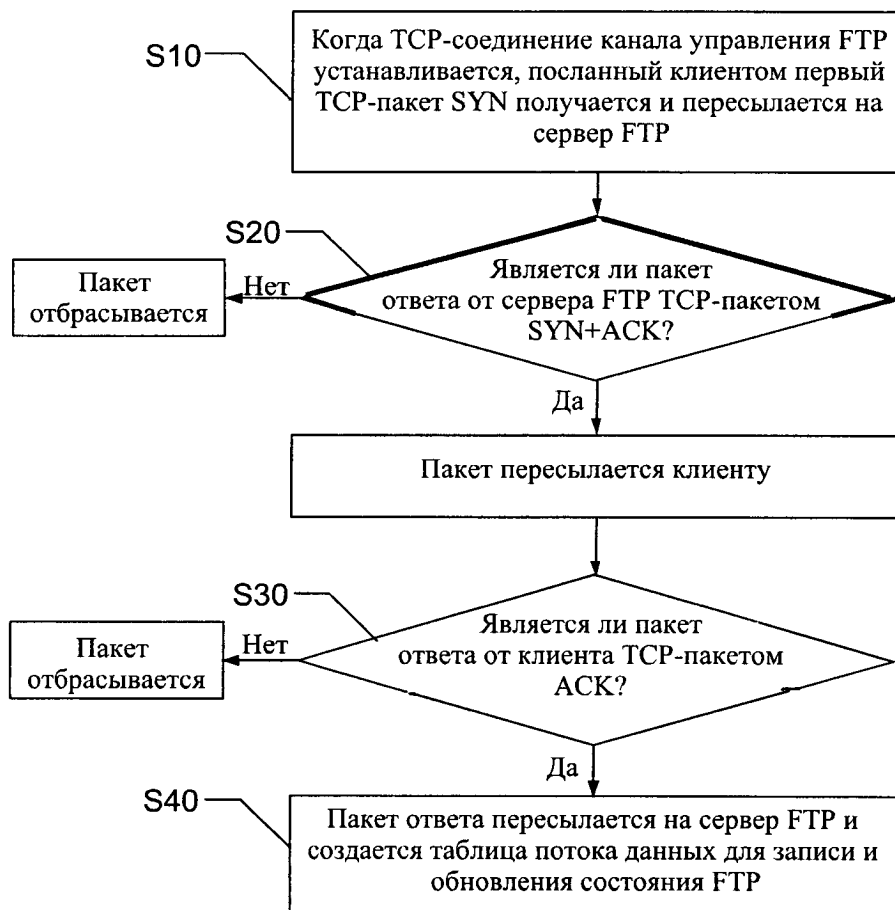 S10
Когда TCP-соединение канала управления FTP
устанавливается, посланный клиентом первый
TCP-пакет SYN получается и пересылается на
сервер FTP
S20
Является ли пакет
ответа от сервера FTP TCP-пакетом
SYN+ACK?
Нет
Пакет
отбрасывается
Да
Пакет пересылается клиенту
S30
Является ли пакет
ответа от клиента TCP-пакетом
ACK?
Нет
Пакет
отбрасывается
Да
S40
Пакет ответа пересылается на сервер FTP и
создается таблица потока данных для записи и
обновления состояния FTP